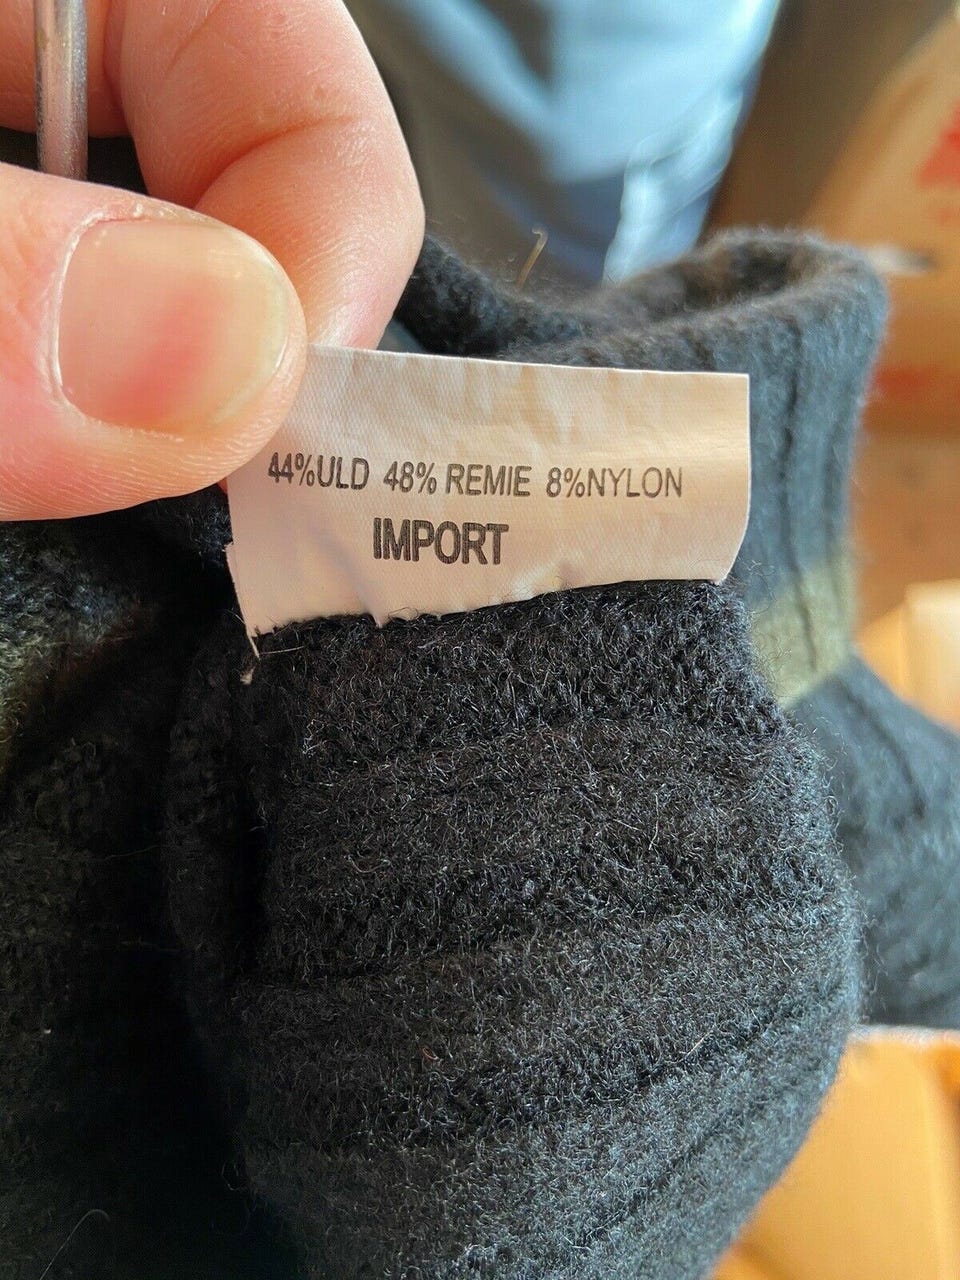 44%ULD 48% REMIE 8%NYLON
IMPORT